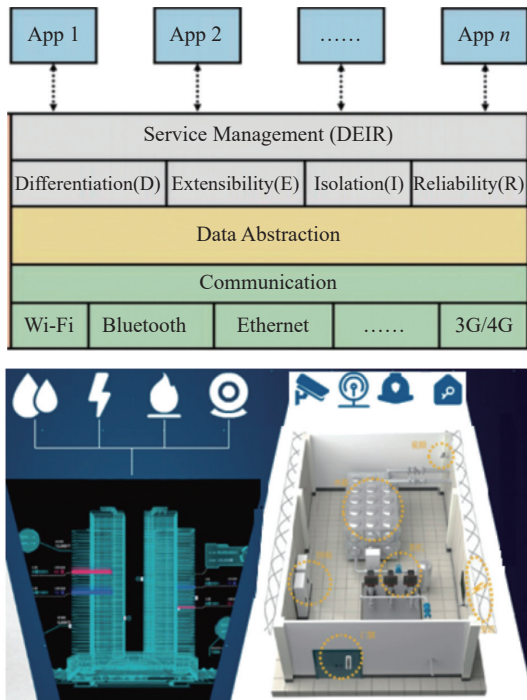 App 1 App 2 …… App n
Service Management (DEIR)
Differentiation(D) Extensibility(E) Isolation(I) Reliability(R)
Data Abstraction
Communication
Wi-Fi Bluetooth Ethernet …… 3G/4G